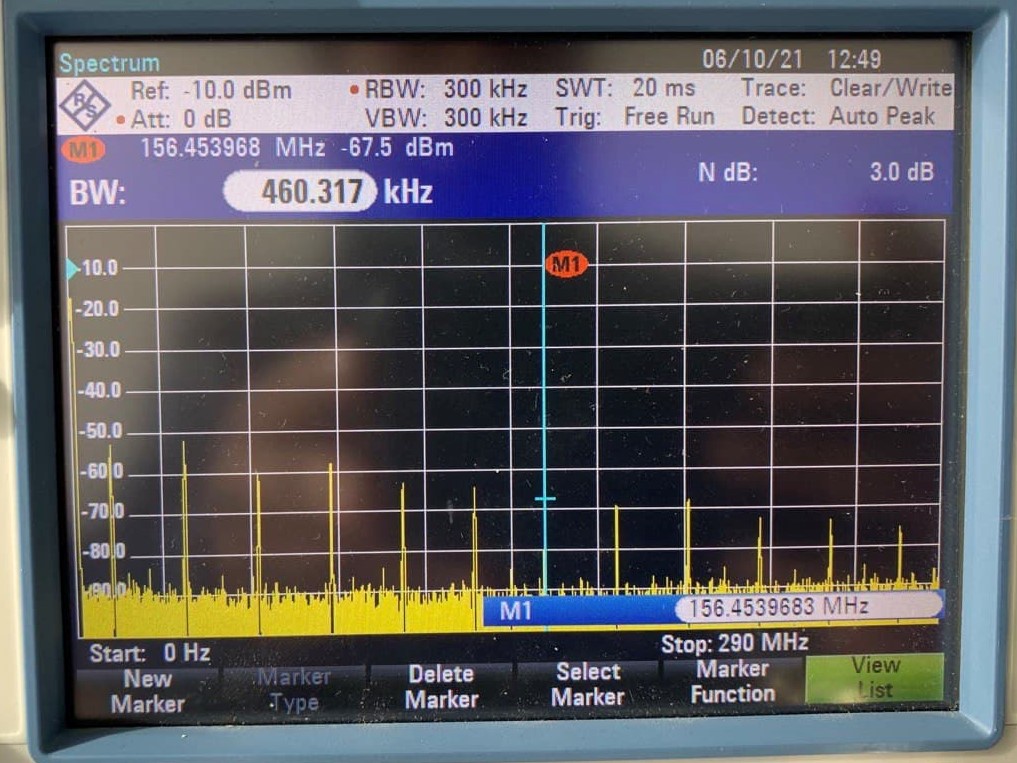 Spectrum 06/10/21 12:49
R&S Ref: -10.0 dBm • RBW: 300 kHz SWT: 20 ms Trace: Clear/Write
• Att: 0 dB VBW: 300 kHz Trig: Free Run Detect: Auto Peak
M1 156.453968 MHz -67.5 dBm
N dB: 3.0 dB
BW: 460.317 kHz
M1
-10.0
-20.0
-30.0
-40.0
-50.0
-60.0
-70.0
-80.0
-90.0
M1 156.4539683 MHz
Start: 0 Hz Stop: 290 MHz
New Marker
Marker Type
Delete Marker
Select Marker
Marker Function
View List